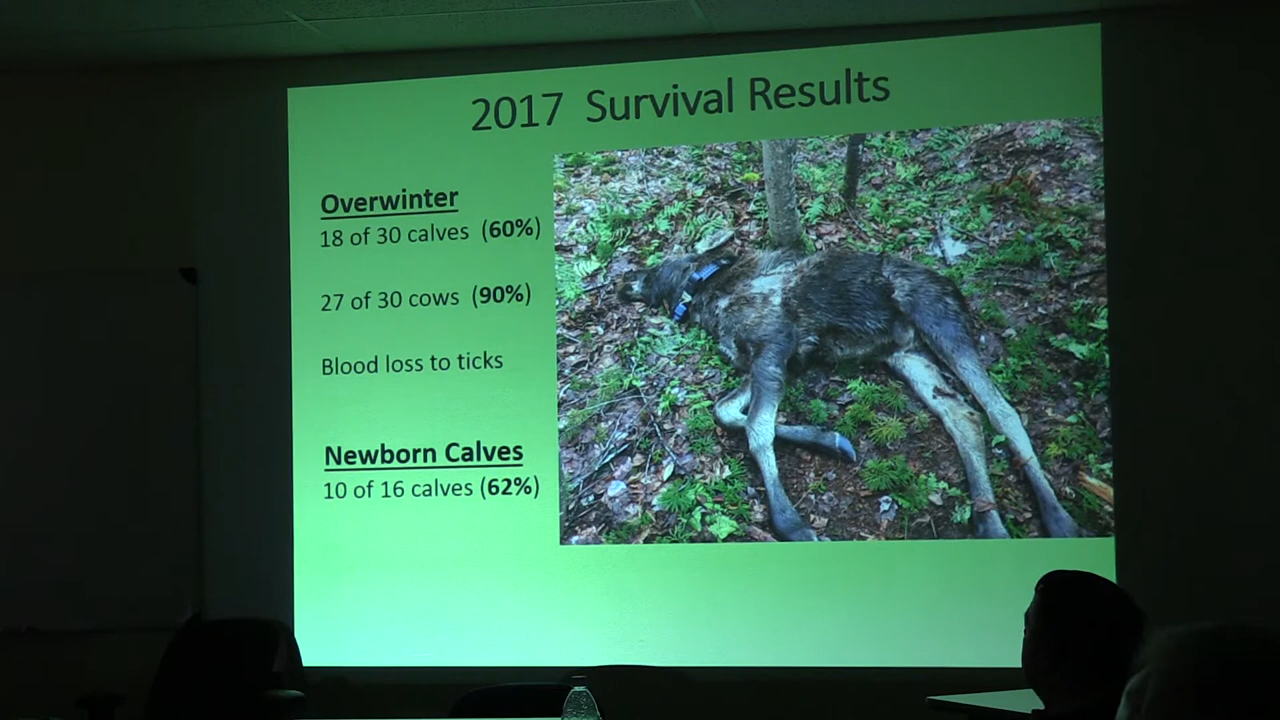 2017 Survival Results
Overwinter
18 of 30 calves (60%)
27 of 30 cows (90%)
Blood loss to ticks
Newborn Calves
10 of 16 calves (62%)